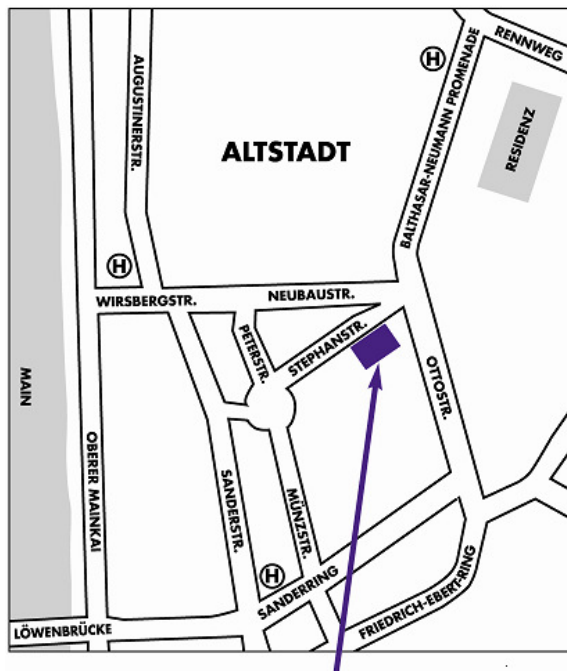 RENNWEG
H
BALTHASAR-NEUMANN PROMENADE
AUGUSTINERSTR.
RESIDENZ
ALTSTADT
H
WIRSBERGSTR.
NEUBAUSTR.
PETERSTR.
STEPHANSTR.
OTTOSTR.
MAIN
OBERER MAINKAI
SANDERSTR.
MÜNZSTR.
H
SANDERRING
FRIEDRICH-EBERT-RING
LÖWENBRÜCKE